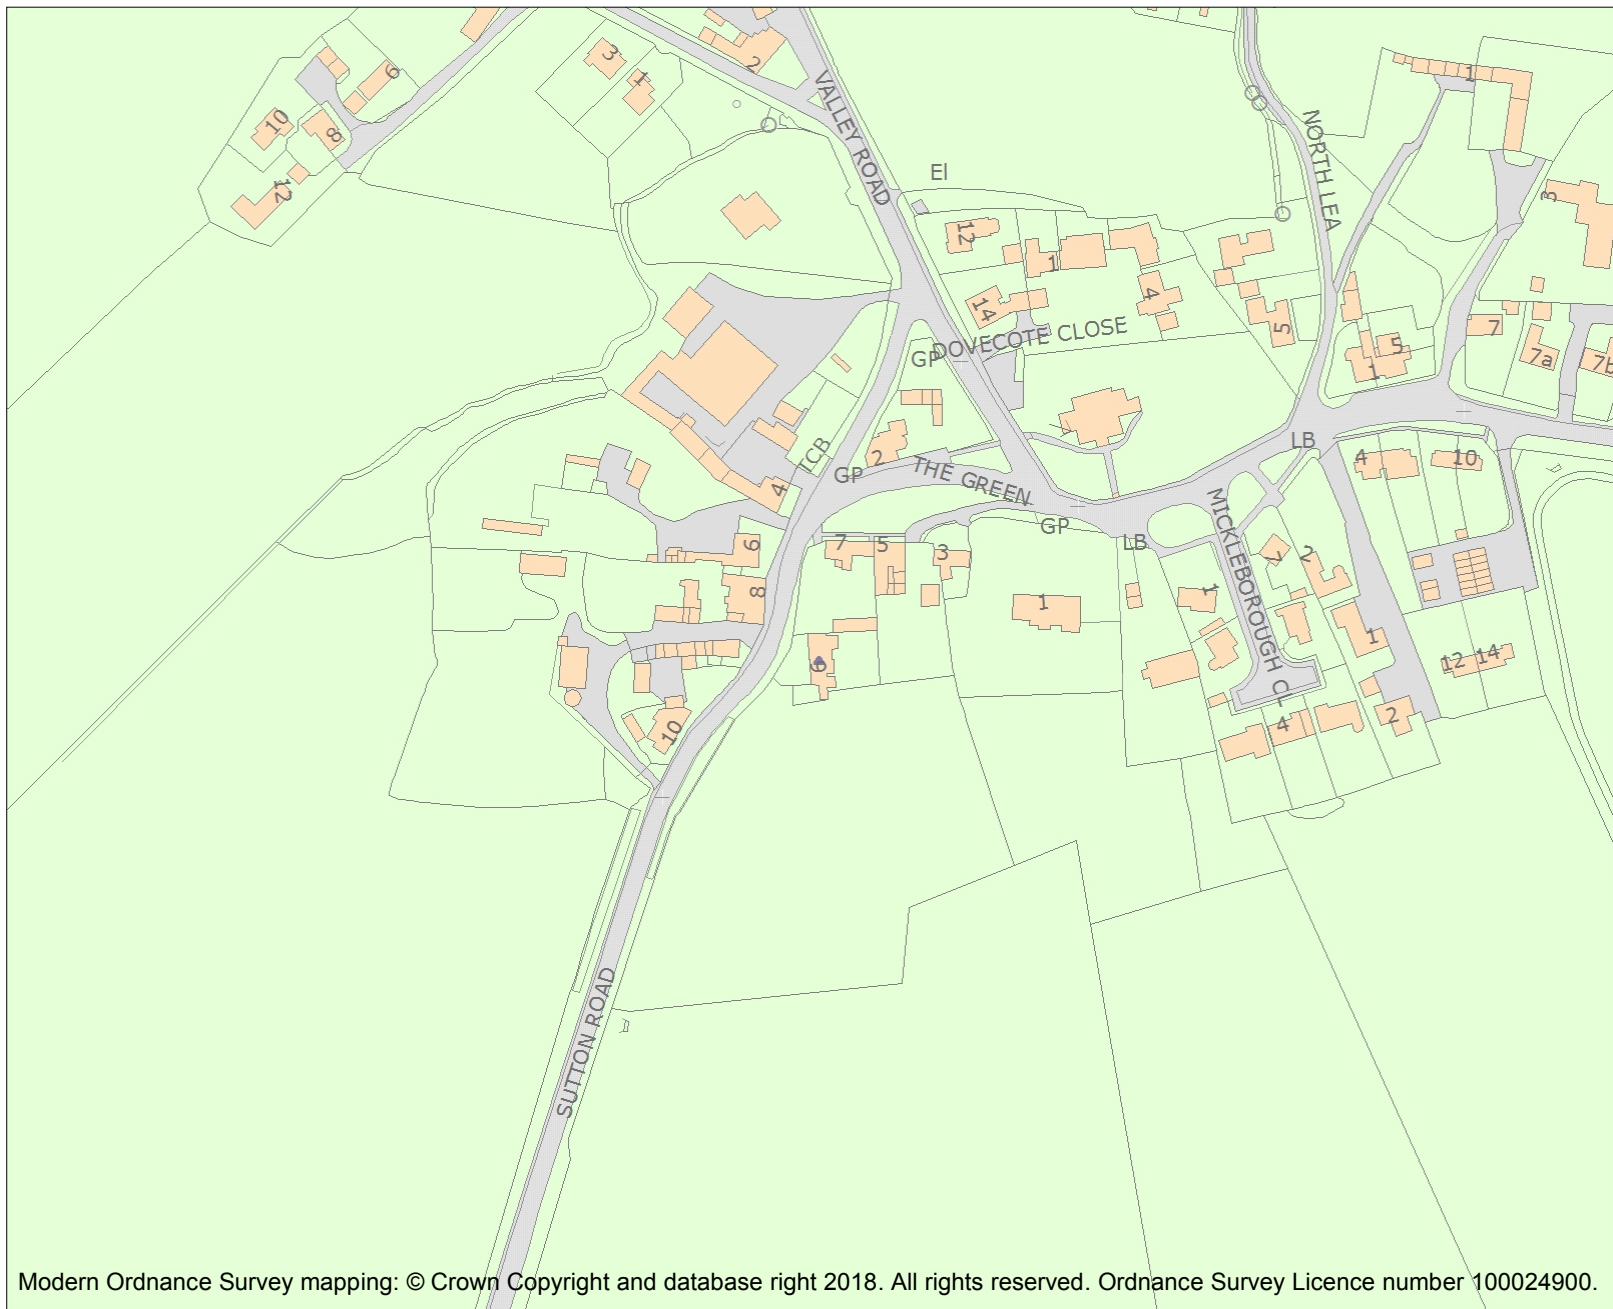 3
1
2
6
10
8
12
VALLEY ROAD
NORTH LEA
1
3
El
12
1
14
4
5
DOVECOTE CLOSE
GP
7
7a
7b
5
1
TCB
GP
2
THE GREEN
LB
4
10
4
GP
LB
MICKLEBOROUGH CL
6
7
5
3
7
2
8
1
1
1
12
14
9
10
4
2
SUTTON ROAD
Modern Ordnance Survey mapping: © Crown Copyright and database right 2018. All rights reserved. Ordnance Survey Licence number 100024900.